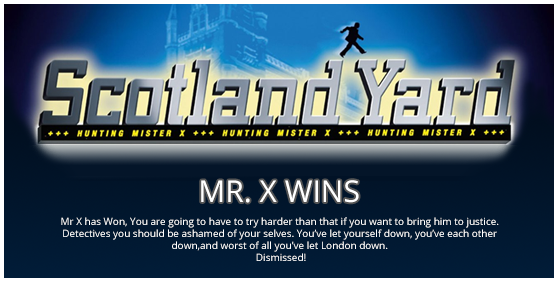 Scotland Yard
+++ HUNTING MISTER X +++ HUNTING MISTER X +++ HUNTING MISTER X +++
MR. X WINS
Mr X has Won, You are going to have to try harder than that if you want to bring him to justice.
Detectives you should be ashamed of your selves. You've let yourself down, you've each other
down,and worst of all you've let London down.
Dismissed!